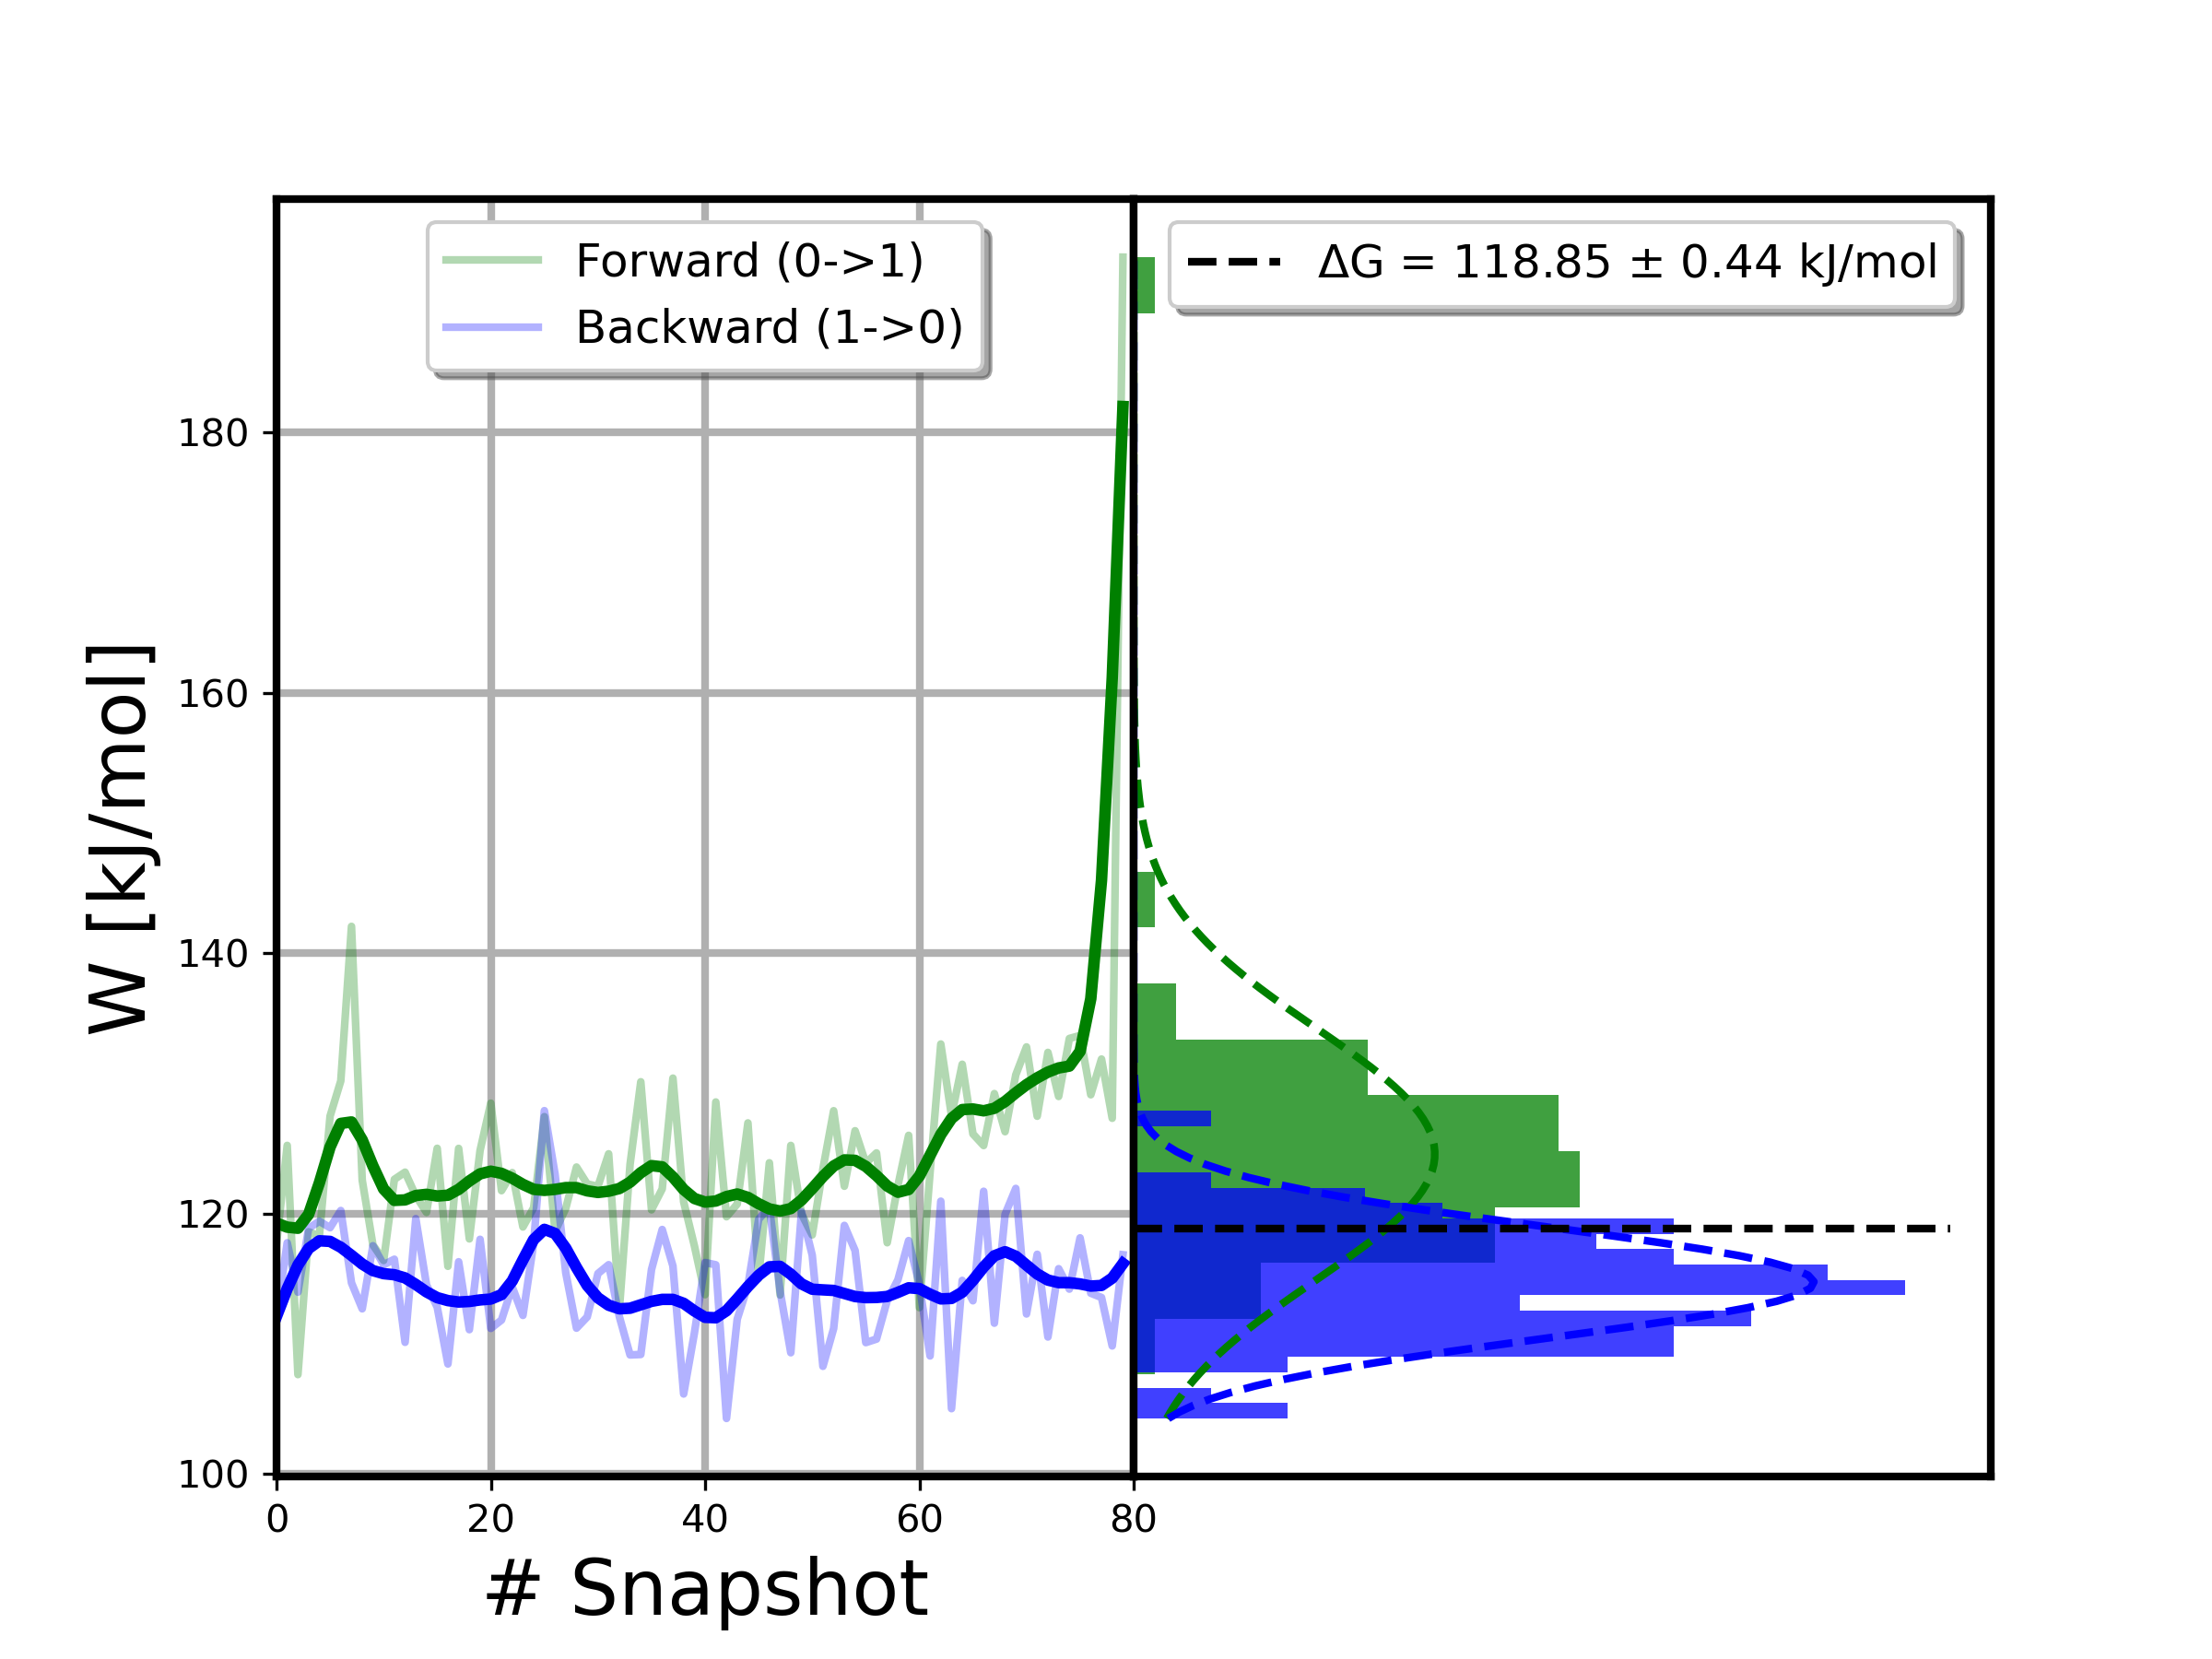 Forward (0->1)
Backward (1->0)
ΔG = 118.85 ± 0.44 kJ/mol
W [kJ/mol]
180
160
140
120
100
0 20 40 60 80
# Snapshot